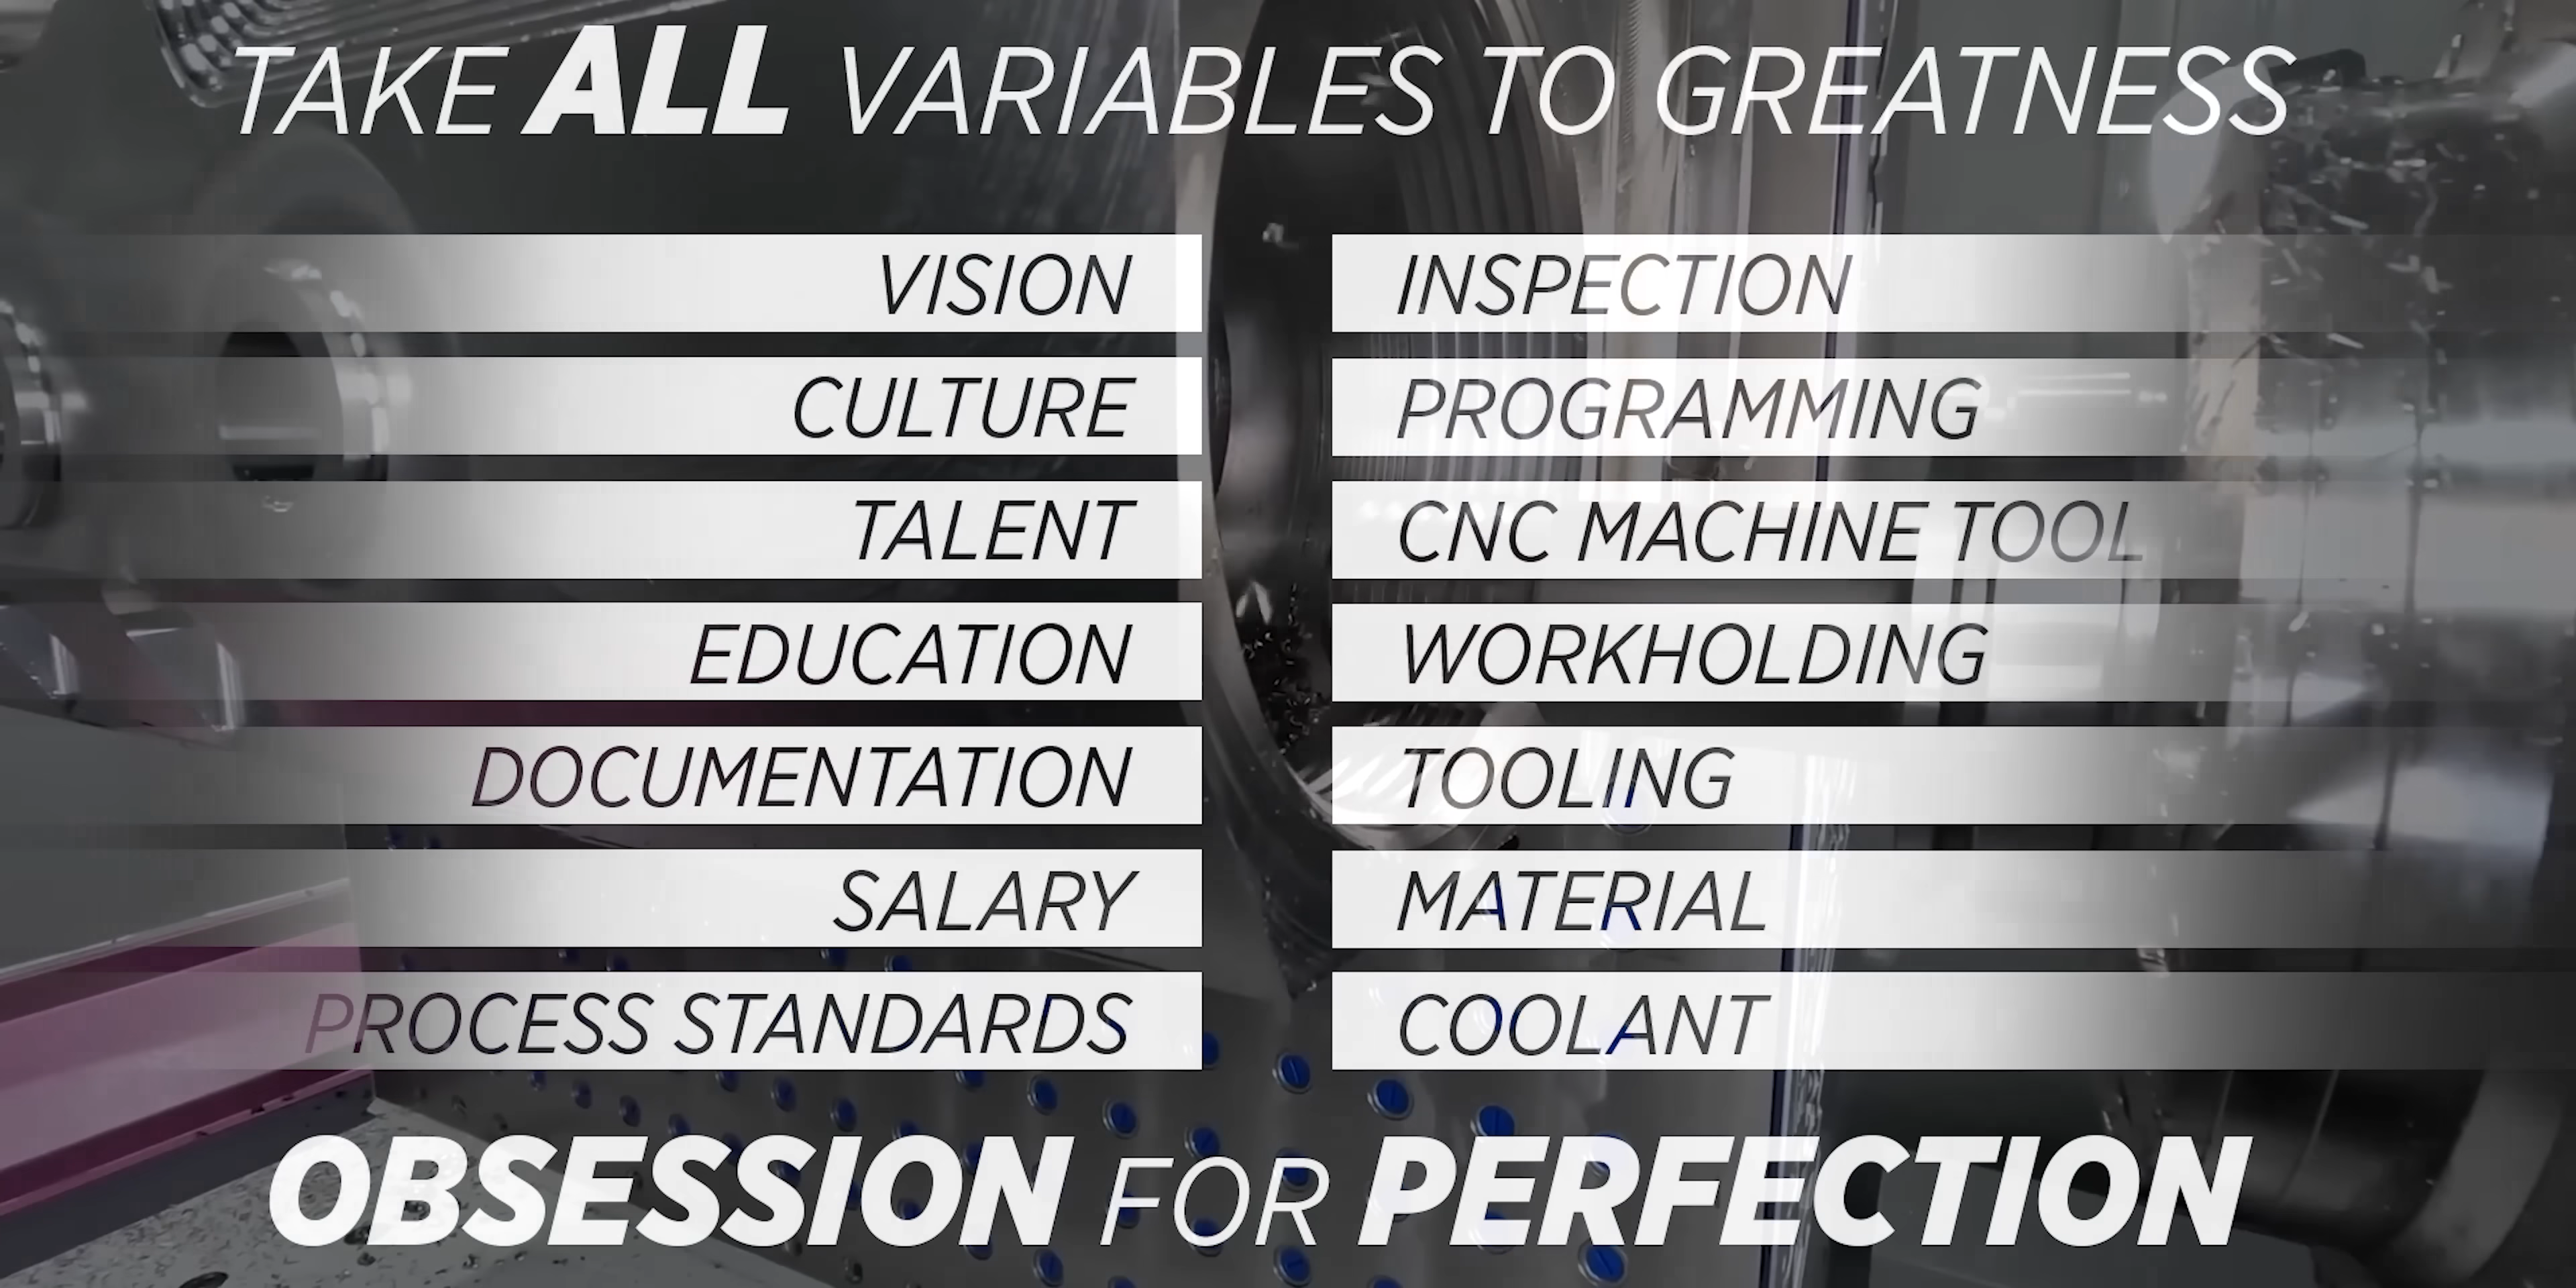 TAKE ALL VARIABLES TO GREATNESS
VISION
CULTURE
TALENT
EDUCATION
DOCUMENTATION
SALARY
PROCESS STANDARDS
INSPECTION
PROGRAMMING
CNC MACHINE TOOL
WORKHOLDING
TOOLING
MATERIAL
COOLANT
OBSESSION FOR PERFECTION